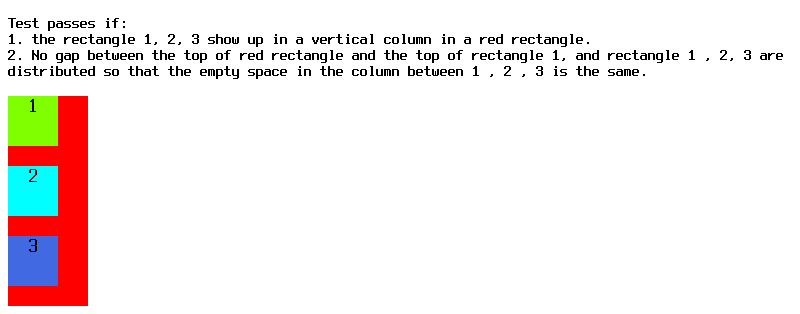 Test passes if:
1. the rectangle 1, 2, 3 show up in a vertical column in a red rectangle.
2. No gap between the top of red rectangle and the top of rectangle 1, and rectangle 1 , 2, 3 are
distributed so that the empty space in the column between 1 , 2 , 3 is the same.
1
2
3